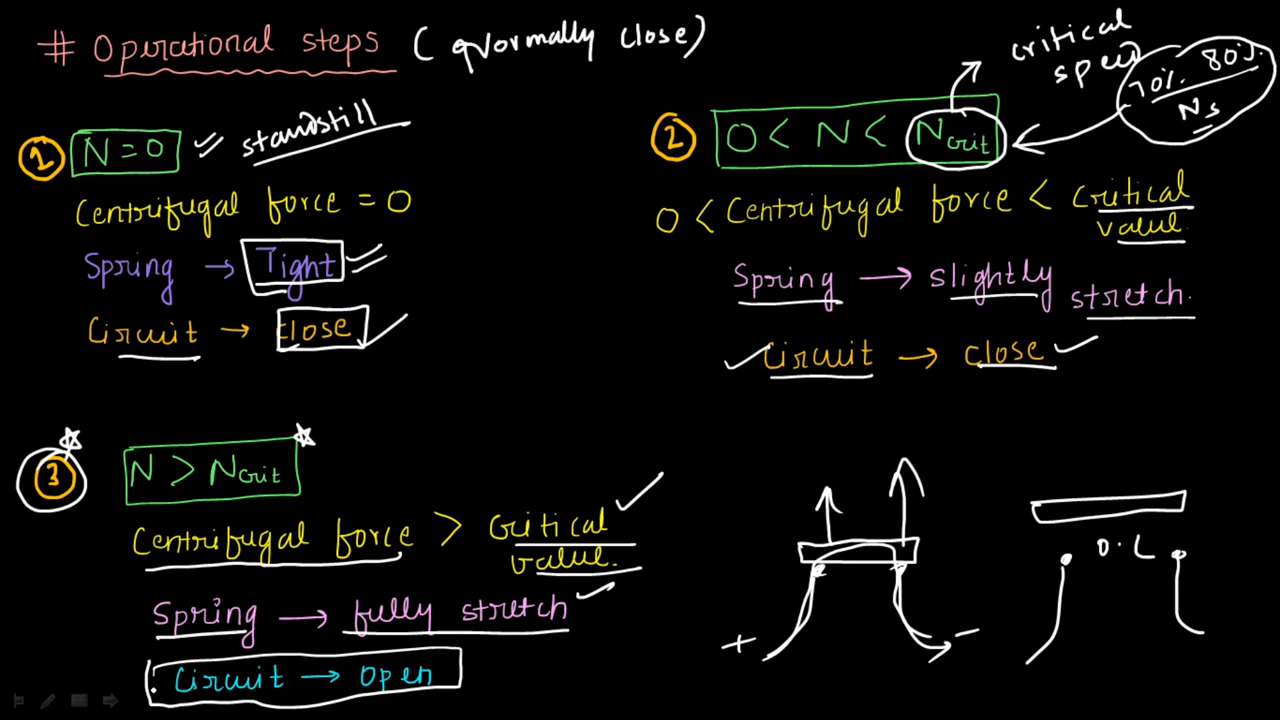 # Operational steps (Normally close)
1 N = 0 standstill
Centrifugal force = 0
Spring → Tight
Circuit → close
2 0 < N < Ncrit
critical
speed
70% 80%
Ns
0 < Centrifugal force < critical
value
Spring → slightly
stretch.
Circuit → close
3 N > Ncrit
Centrifugal force > critical
value.
Spring → fully stretch
Circuit → open
+ -
O.C